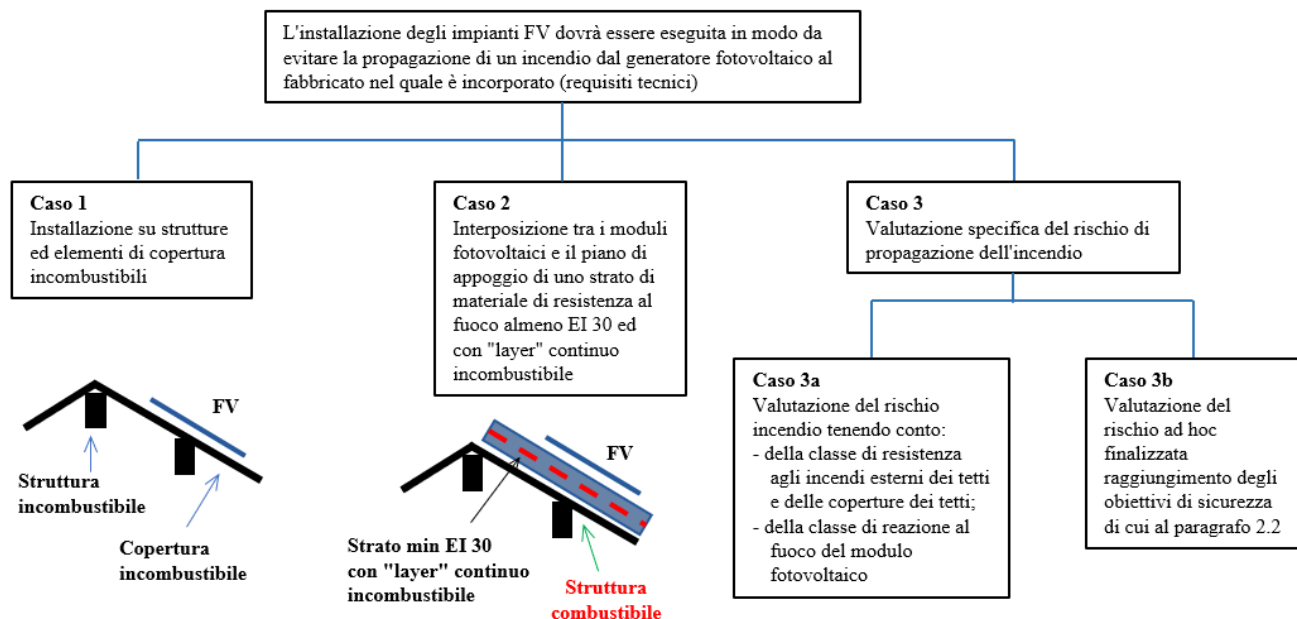 L'installazione degli impianti FV dovrà essere eseguita in modo da
evitare la propagazione di un incendio dal generatore fotovoltaico al
fabbricato nel quale è incorporato (requisiti tecnici)
Caso 1
Installazione su strutture
ed elementi di copertura
incombustibili
Caso 2
Interposizione tra i moduli
fotovoltaici e il piano di
appoggio di uno strato di
materiale di resistenza al
fuoco almeno EI 30 ed
con "layer" continuo
incombustibile
Caso 3
Valutazione specifica del rischio di
propagazione dell'incendio
Caso 3a
Valutazione del rischio
incendio tenendo conto:
- della classe di resistenza
agli incendi esterni dei tetti
e delle coperture dei tetti;
- della classe di reazione al
fuoco del modulo
fotovoltaico
Caso 3b
Valutazione del
rischio ad hoc
finalizzata
raggiungimento degli
obiettivi di sicurezza
di cui al paragrafo 2.2
FV
Struttura
incombustibile
Copertura
incombustibile
FV
Strato min EI 30
con "layer" continuo
incombustibile
Struttura
combustibile